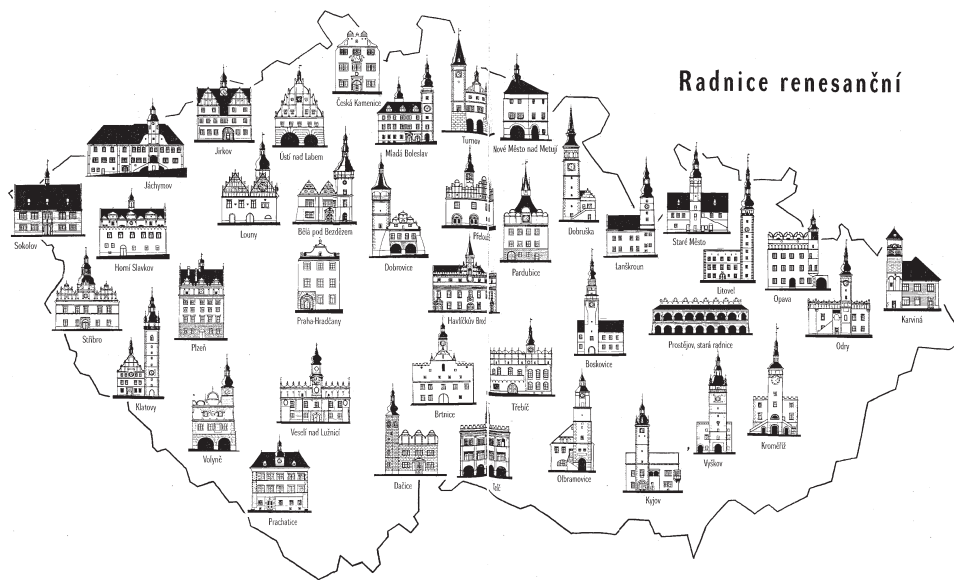 Radnice renesanční
Česká Kamenice
Jirkov
Ústí nad Labem
Mladá Boleslav
Turnov
Nové Město nad Metují
Jáchymov
Sokolov
Horní Slavkov
Louny
Bělá pod Bezdězem
Dobrovice
Pardubice
Dobruška
Lanškroun
Staré Město
Litovel
Opava
Odry
Karviná
Stříbro
Plzeň
Praha-Hradčany
Havlíčkův Brod
Boskovice
Prostějov, stará radnice
Klatovy
Volyně
Veselí nad Lužnicí
Brtnice
Třebíč
Prachatice
Dačice
Telč
Olbramovice
Kyjov
Vyškov
Kroměříž